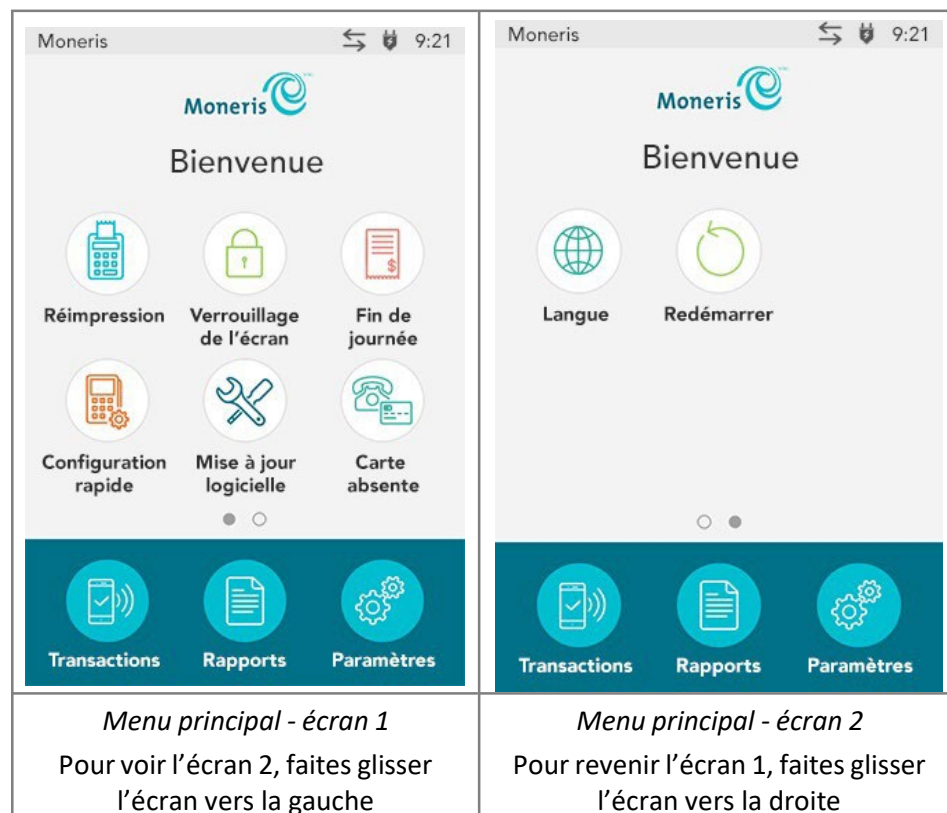 Moneris 9:21
Moneris
Bienvenue
Réimpression
Verrouillage
de l'écran
Fin de
journée
$
Configuration
rapide
Mise à jour
logicielle
Carte
absente
Transactions
Rapports
Paramètres
Menu principal - écran 1
Pour voir l’écran 2, faites glisser
l’écran vers la gauche
Moneris 9:21
Moneris
Bienvenue
Langue
Redémarrer
Transactions
Rapports
Paramètres
Menu principal - écran 2
Pour revenir l’écran 1, faites glisser
l’écran vers la droite